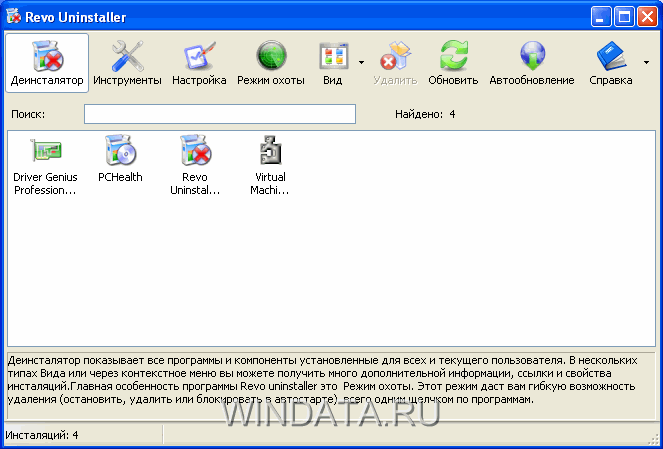 Revo Uninstaller
Деинсталятор Инструменты Настройка Режим охоты Вид Удалить Обновить Автообновление Справка
Поиск: Найдено: 4
Driver Genius PCHealth Revo Virtual
Profession... Uninstal... Machi...
Деинсталятор показывает все программы и компоненты установленные для всех и текущего пользователя. В нескольких
типах Вида или через контекстное меню вы можете получить много дополнительной информации, ссылки и свойства
инсталяций.Главная особенность программы Revo uninstaller это Режим охоты. Этот режим даст вам гибкую возможность
удаления (остановить, удалить или блокировать в автостарте) всего одним щелчком по программам.
WINDATA.RU
Инсталяций: 4